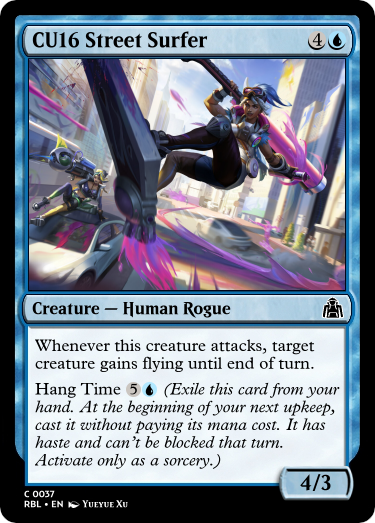 CU16 Street Surfer 4
Creature — Human Rogue
Whenever this creature attacks, target
creature gains flying until end of turn.
Hang Time 5 (Exile this card from your
hand. At the beginning of your next upkeep,
cast it without paying its mana cost. It has
haste and can't be blocked that turn.
Activate only as a sorcery.)
4/3
C 0037
RBL • EN Yueyue Xu